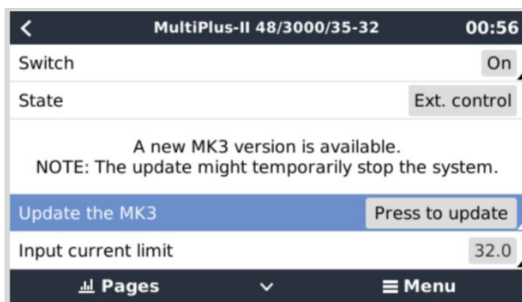 MultiPlus-II 48/3000/35-32 00:56
Switch On
State Ext. control
A new MK3 version is available.
NOTE: The update might temporarily stop the system.
Update the MK3 Press to update
Input current limit 32.0
Pages Menu